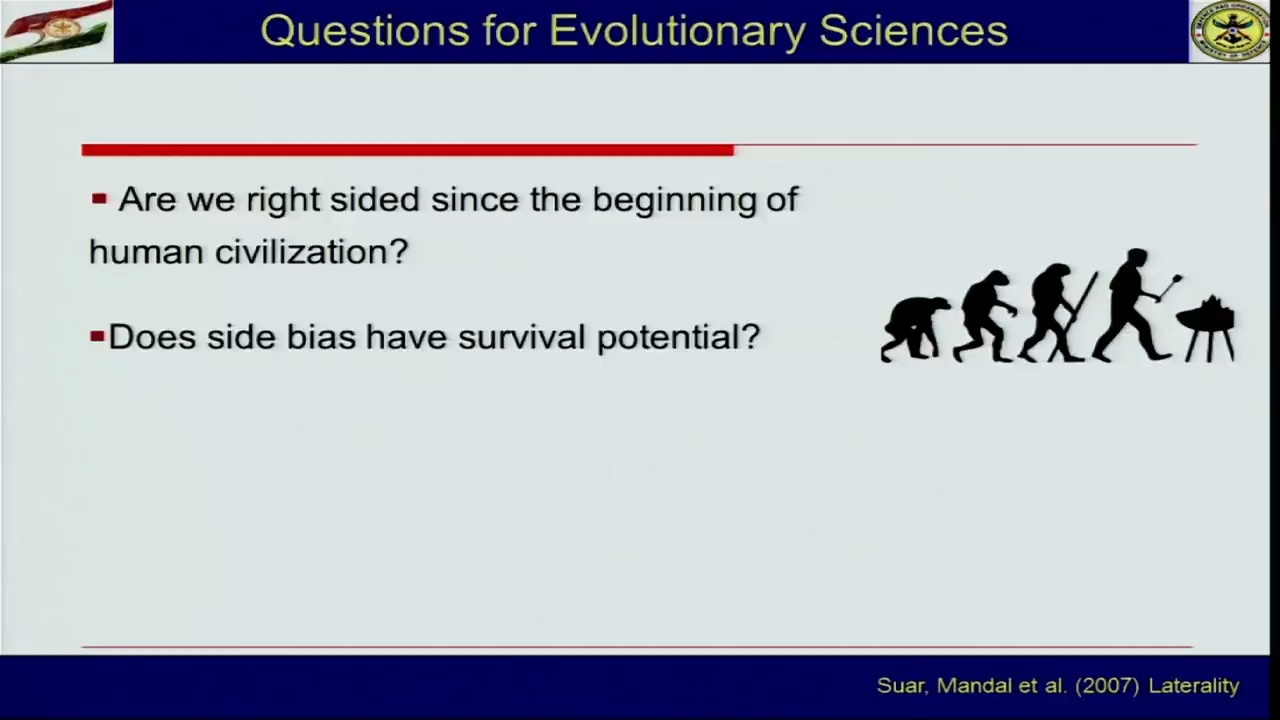 Questions for Evolutionary Sciences
▪ Are we right sided since the beginning of
human civilization?
▪Does side bias have survival potential?
Suar, Mandal et al. (2007) Laterality